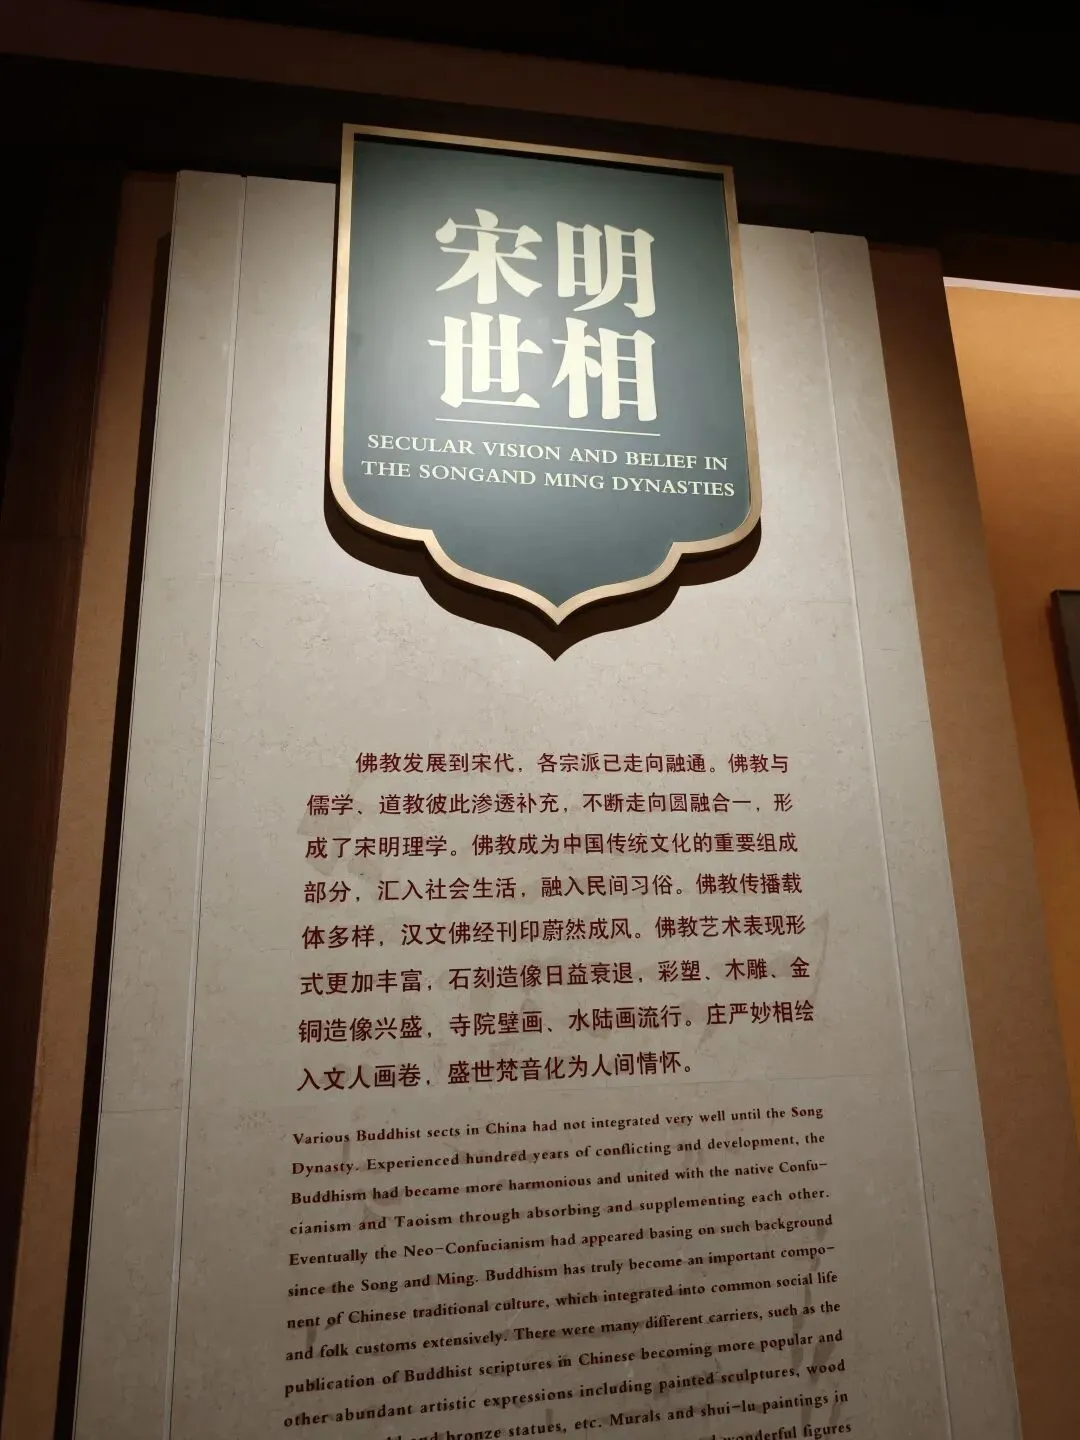 宋明
世相
SECULAR VISION AND BELIEF IN
THE SONGAND MING DYNASTIES
佛教发展到宋代，各宗派已走向融通。佛教与
儒学、道教彼此渗透补充，不断走向圆融合一，形
成了宋明理学。佛教成为中国传统文化的重要组成
部分，汇入社会生活，融入民间习俗。佛教传播载
体多样，汉文佛经刊印蔚然成风。佛教艺术表现形
式更加丰富，石刻造像日益衰退，彩塑、木雕、金
铜造像兴盛，寺院壁画、水陆画流行。庄严妙相绘
入文人画卷，盛世梵音化为人间情怀。
Various Buddhist sects in China had not integrated very well until the Song
Dynasty. Experienced hundred years of conflicting and development, the
Buddhism had became more harmonious and united with the native Confu-
cianism and Taoism through absorbing and supplementing each other.
Eventually the Neo-Confucianism had appeared basing on such background
since the Song and Ming. Buddhism has truly become an important compo-
nent of Chinese traditional culture, which integrated into common social life
and folk customs extensively. There were many different carriers, such as the
publication of Buddhist scriptures in Chinese becoming more popular and
other abundant artistic expressions including painted sculptures, wood
and bronze statues, etc. Murals and shui-lu paintings in
wonderful figures